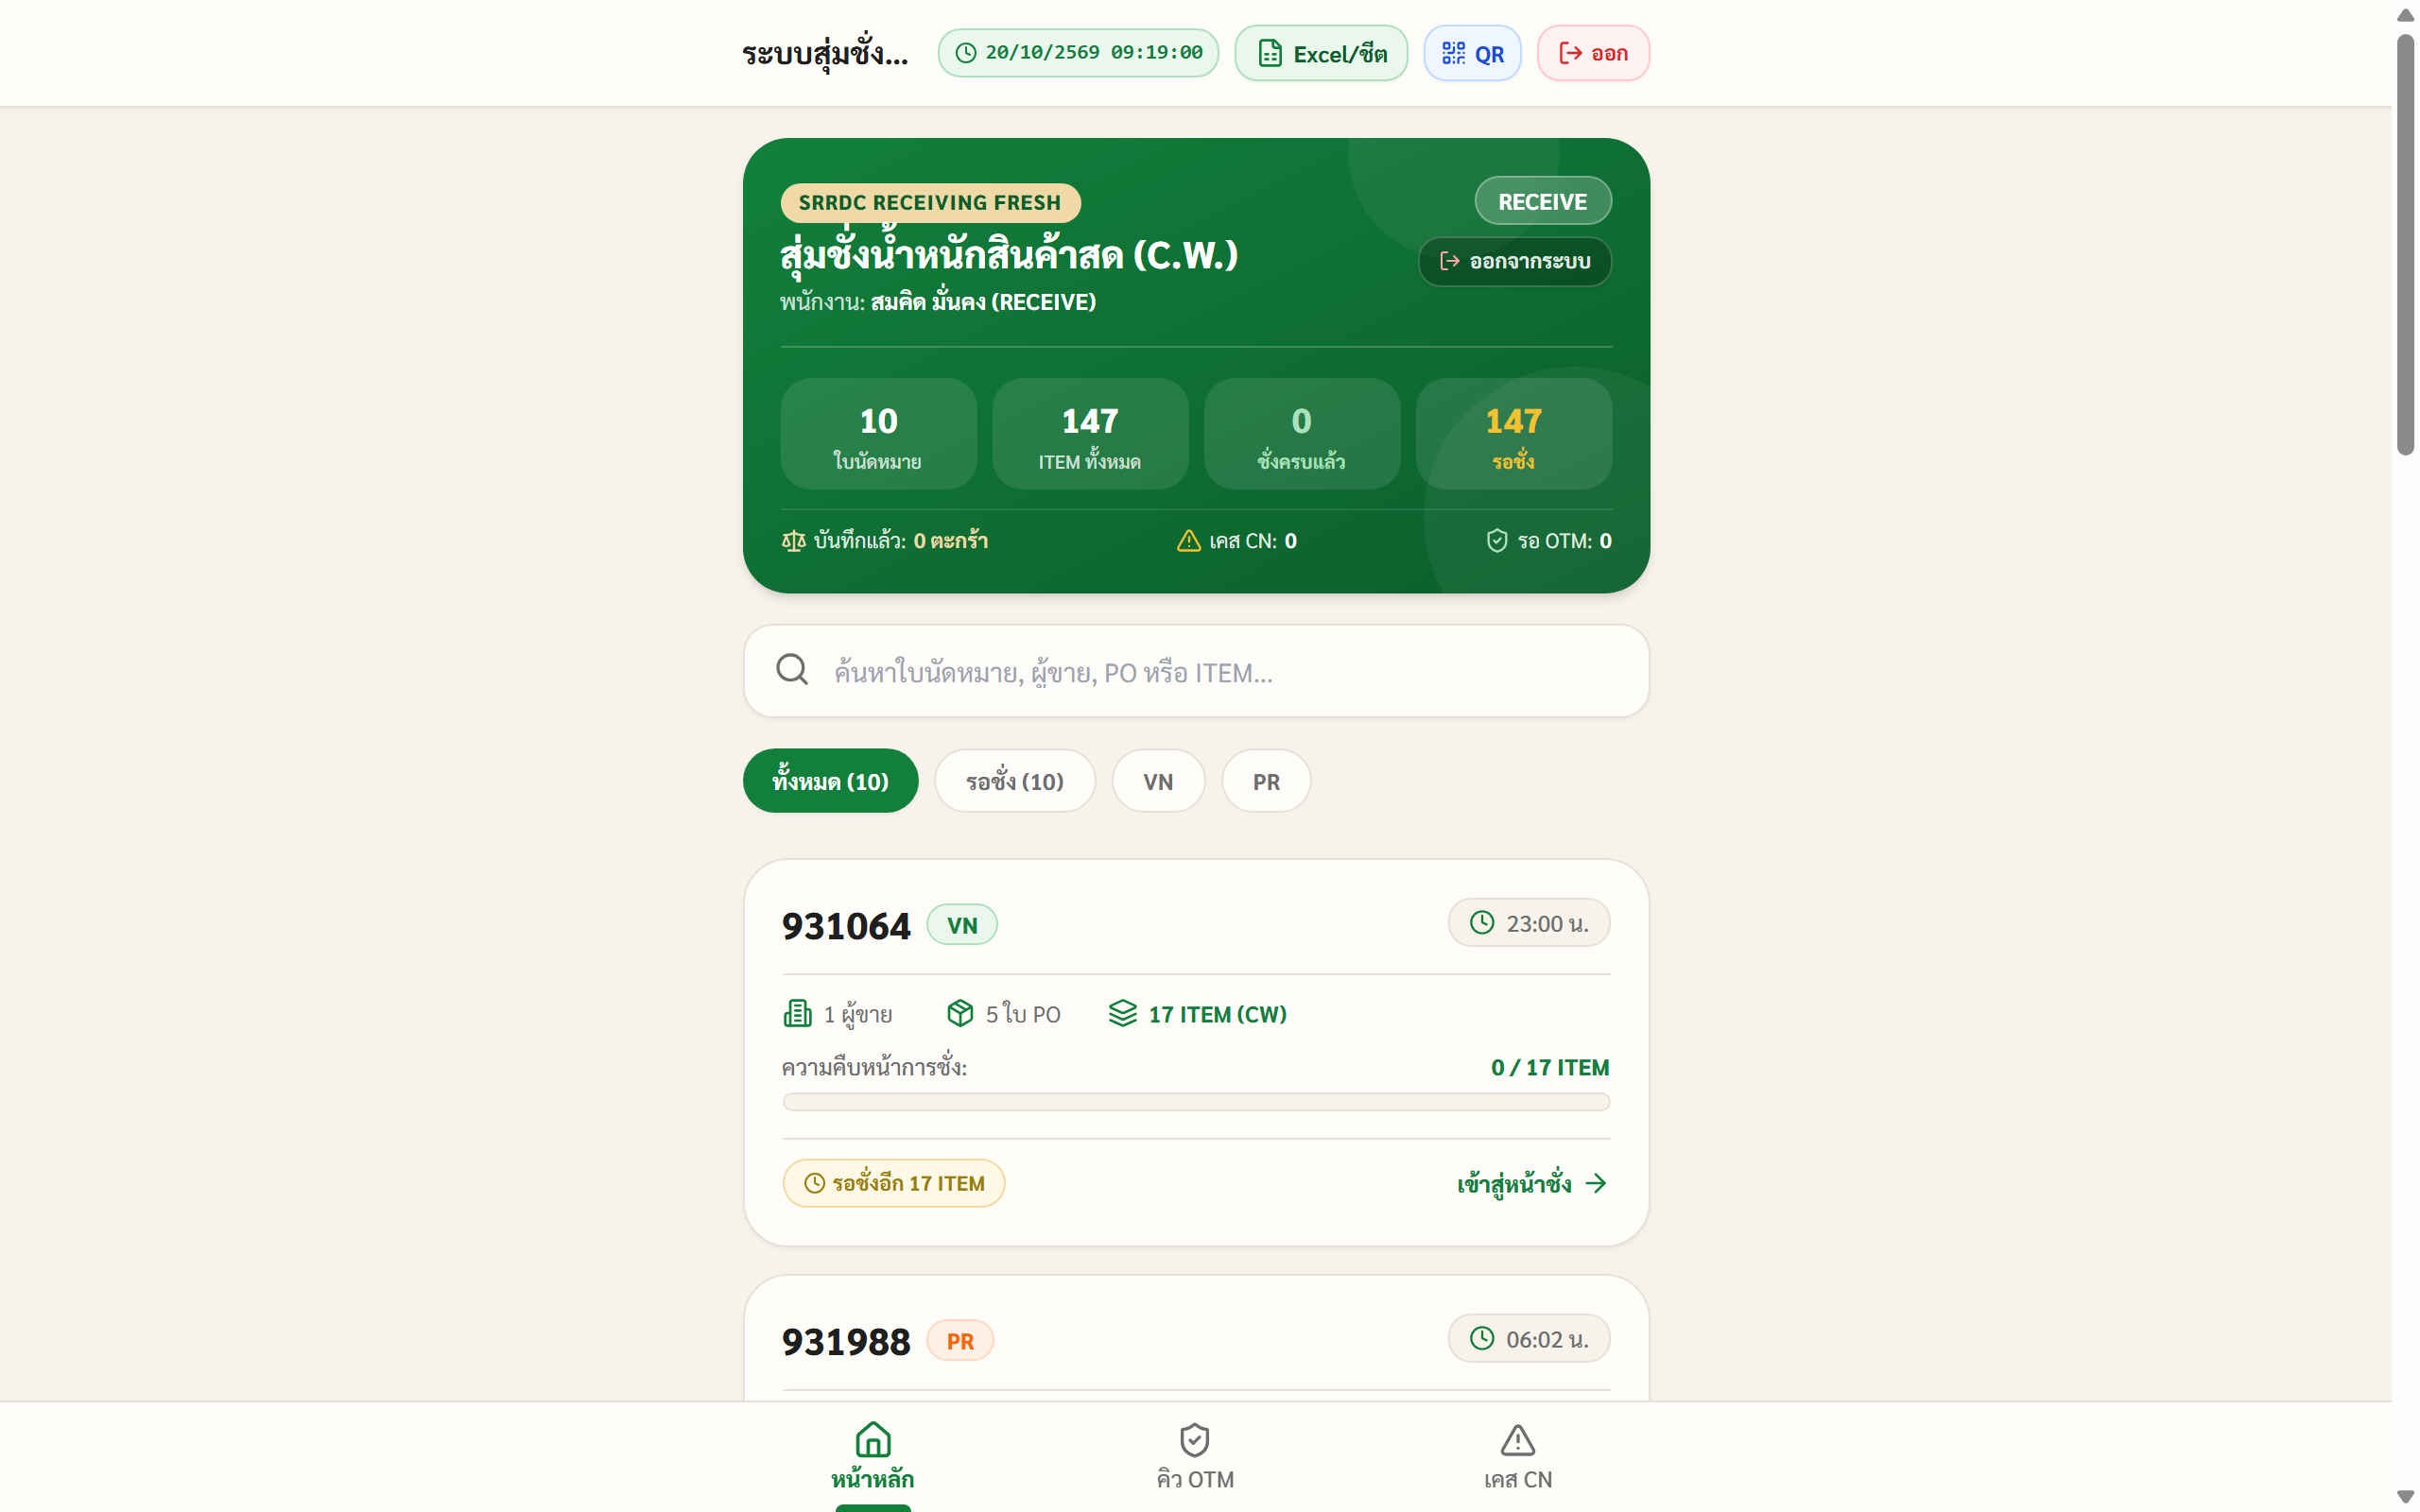 ระบบสุ่มชั่ง... 20/10/2569 09:19:00 Excel/ชีต QR ออก
SRRDC RECEIVING FRESH RECEIVE
สุ่มชั่งน้ำหนักสินค้าสด (C.W.) ออกจากระบบ
พนักงาน: สมคิด มั่นคง (RECEIVE)
10 147 0 147
ใบนัดหมาย ITEM ทั้งหมด ชั่งครบแล้ว รอชั่ง
บันทึกแล้ว: 0 ตะกร้า เคส CN: 0 รอ OTM: 0
ค้นหาใบนัดหมาย, ผู้ขาย, PO หรือ ITEM...
ทั้งหมด (10) รอชั่ง (10) VN PR
931064 VN 23:00 น.
1 ผู้ขาย 5 ใบ PO 17 ITEM (CW)
ความคืบหน้าการชั่ง: 0 / 17 ITEM
รอชั่งอีก 17 ITEM เข้าสู่หน้าชั่ง
931988 PR 06:02 น.
หน้าหลัก คิว OTM เคส CN